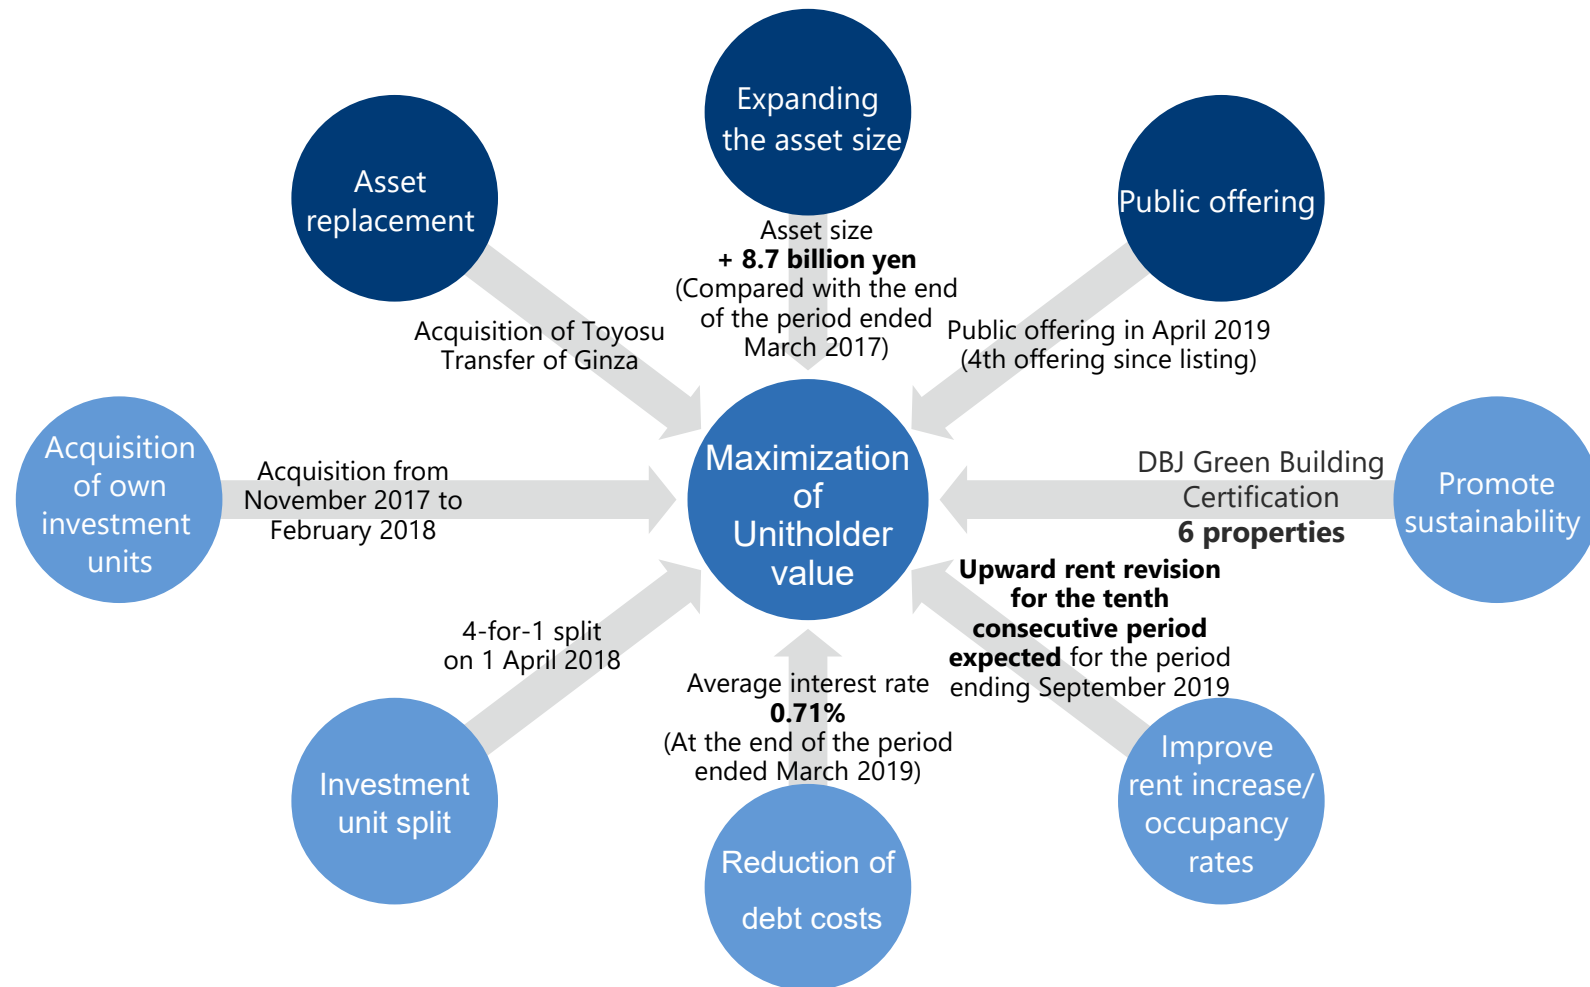 Expanding
the asset size
Asset size
+ 8.7 billion yen
(Compared with the end
of the period ended
March 2017)
Asset
replacement
Acquisition of Toyosu
Transfer of Ginza
Public offering
Public offering in April 2019
(4th offering since listing)
Acquisition
of own
investment
units
Acquisition from
November 2017 to
February 2018
Maximization
of
Unitholder
value
DBJ Green Building
Certification
6 properties
Promote
sustainability
4-for-1 split
on 1 April 2018
Investment
unit split
Average interest rate
0.71%
(At the end of the period
ended March 2019)
Reduction of
debt costs
Upward rent revision
for the tenth
consecutive period
expected for the period
ending September 2019
Improve
rent increase/
occupancy
rates